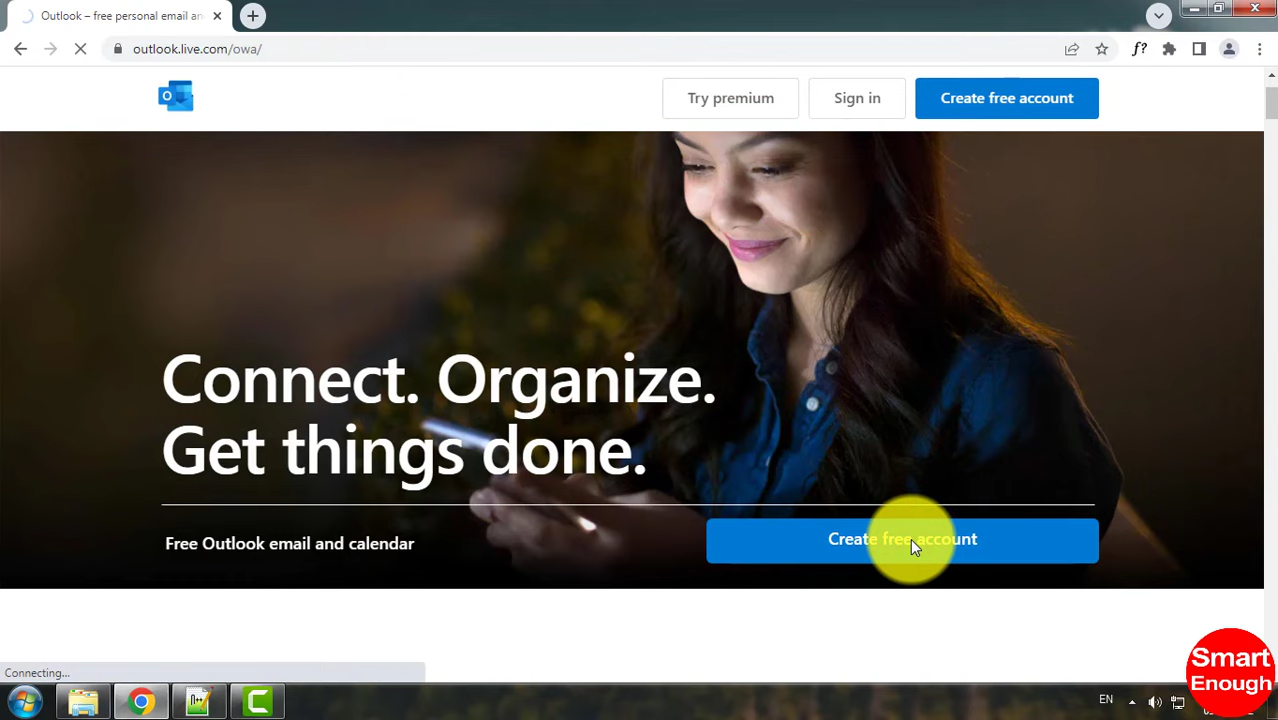 Outlook – free personal email an
outlook.live.com/owa/
f?
Try premium
Sign in
Create free account
Connect. Organize.
Get things done.
Free Outlook email and calendar
Create free account
Connecting...
EN
Smart
Enough